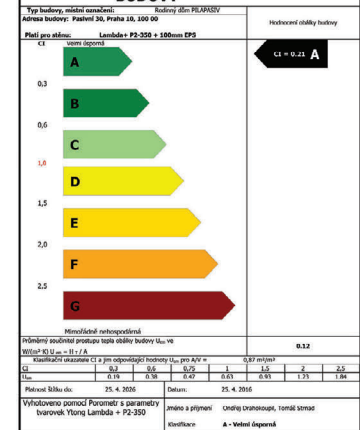 BUDOVY
Typ budovy, místní označení: Rodinný dům PILAPASIV
Adresa budovy: Pasivní 30, Praha 10, 100 00
Hodnocení obálky budovy
Platí pro stěnu: Lambda+ P2-350 + 100mm EPS
CI Velmi úsporná
CI = 0.21 A
A
0,3
B
0,6
C
1,0
D
1,5
E
2,0
F
2,5
G
Mimořádně nehospodárná
Průměrný součinitel prostupu tepla obálky budovy Uem ve
W/(m²·K) Uem = HT / A
0.12
Klasifikační ukazatele CI a jim odpovídající hodnoty Uem pro A/V = 0,87 m²/m³
CI 0,3 0,6 0,75 1 1,5 2 2,5
Uem 0.19 0.38 0.47 0.63 0.93 1.23 1.84
Platnost štítku do: 25. 4. 2026 Datum: 25. 4. 2016
Vyhotoveno pomocí Porometr s parametry
tvarovek Ytong Lambda + P2-350
Jméno a příjmení Ondřej Drahokoupě, Tomáš Strnad
Klasifikace A - Velmi úsporná